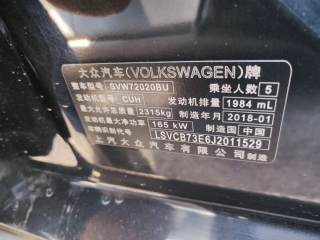 大众汽车(VOLKSWAGEN)牌
整车型号 SVW72020BU 乘坐人数 5
发动机型号 CUH 发动机排量 1984 mL
最大允许总质量 2315kg 制造年月 2018-01
发动机最大净功率 165 kW 制造国 中国
车辆识别代号 LSVCB73E6J2011529
上汽大众汽车有限公司 制造